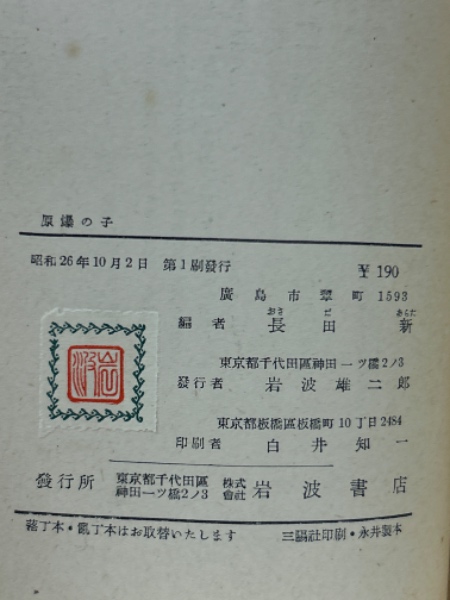 原爆の子
昭和26年10月2日 第1刷發行 ¥190
廣島市翠町1593
編者 長田新
おさ だ あらた
東京都千代田區神田一ツ橋2ノ3
發行者 岩波雄二郎
東京都板橋區板橋町10丁目2484
印刷者 白井知一
發行所 東京都千代田區神田一ツ橋2ノ3 株式會社 岩波書店
落丁本・亂丁本はお取替いたします 三陽社印刷・永井製本
岩波